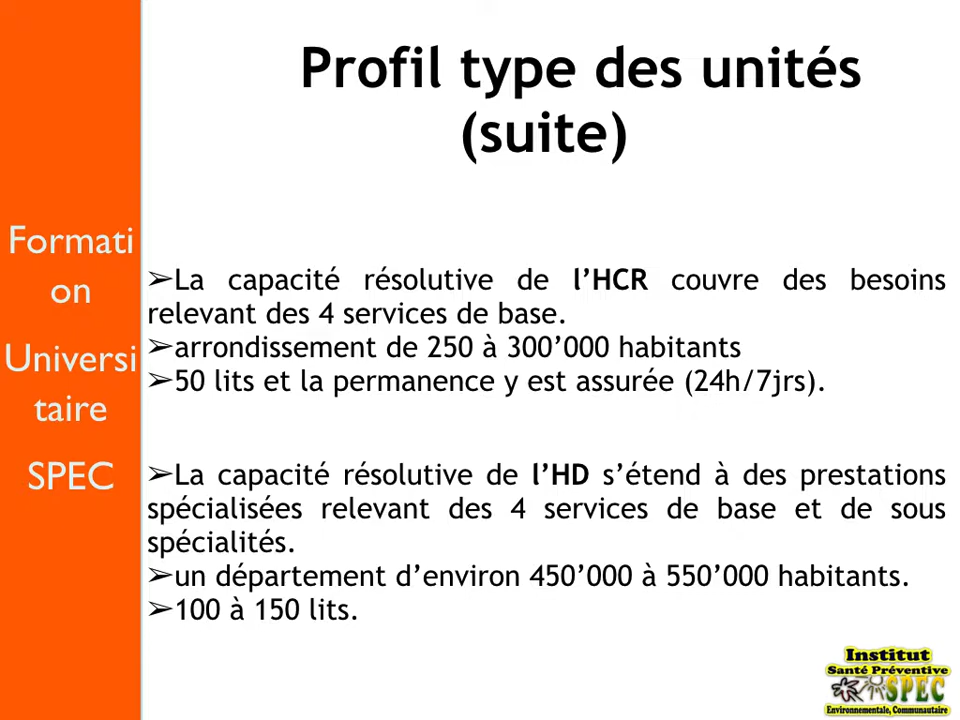 Profil type des unités
(suite)
Formati
on
Universi
taire
SPEC
➢La capacité résolutive de l’HCR couvre des besoins
relevant des 4 services de base.
➢arrondissement de 250 à 300’000 habitants
➢50 lits et la permanence y est assurée (24h/7jrs).
➢La capacité résolutive de l’HD s’étend à des prestations
spécialisées relevant des 4 services de base et de sous
spécialités.
➢un département d’environ 450’000 à 550’000 habitants.
➢100 à 150 lits.
Institut
Santé Préventive
SPEC
Environnementale, Communautaire